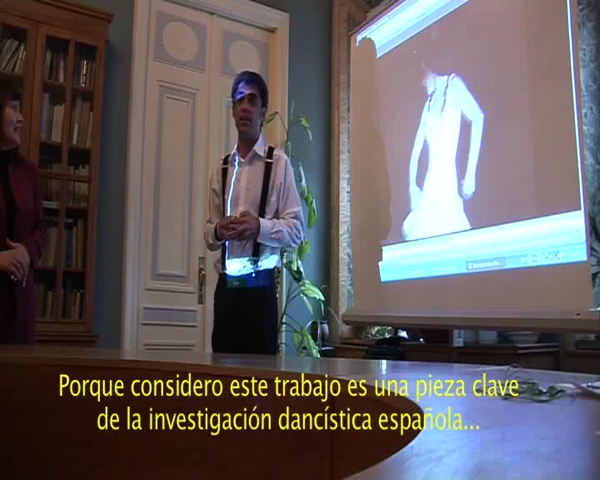 Porque considero este trabajo es una pieza clave
de la investigación dancística española...